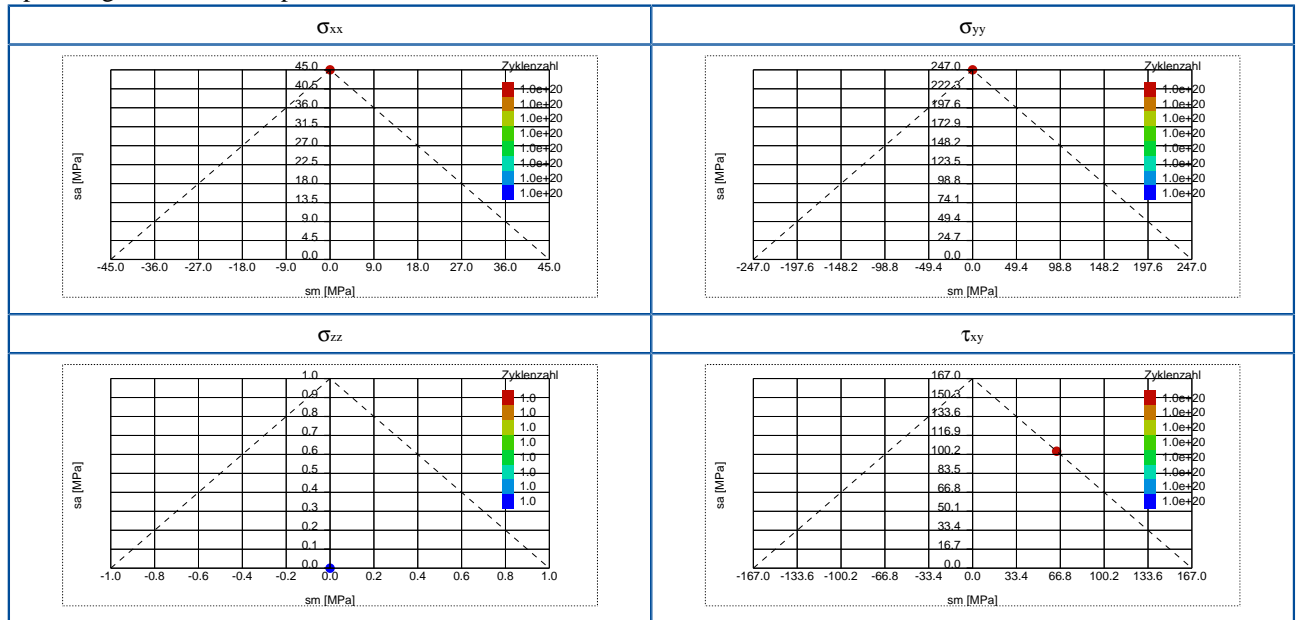 σxx
σyy
45.0
40.5
36.0
31.5
27.0
22.5
18.0
13.5
9.0
4.5
0.0
-45.0 -36.0 -27.0 -18.0 -9.0 0.0 9.0 18.0 27.0 36.0 45.0
sm [MPa]
sa [MPa]
Zyklenzahl
1.0e+20
1.0e+20
1.0e+20
1.0e+20
1.0e+20
1.0e+20
1.0e+20
1.0e+20
247.0
222.3
197.6
172.9
148.2
123.5
98.8
74.1
49.4
24.7
0.0
-247.0 -197.6 -148.2 -98.8 -49.4 0.0 49.4 98.8 148.2 197.6 247.0
sm [MPa]
sa [MPa]
Zyklenzahl
1.0e+20
1.0e+20
1.0e+20
1.0e+20
1.0e+20
1.0e+20
1.0e+20
1.0e+20
σzz
τxy
1.0
0.9
0.8
0.7
0.6
0.5
0.4
0.3
0.2
0.1
0.0
-1.0 -0.8 -0.6 -0.4 -0.2 0.0 0.2 0.4 0.6 0.8 1.0
sm [MPa]
sa [MPa]
Zyklenzahl
1.0
1.0
1.0
1.0
1.0
1.0
1.0
1.0
167.0
150.3
133.6
116.9
100.2
83.5
66.8
50.1
33.4
16.7
0.0
-167.0 -133.6 -100.2 -66.8 -33.4 0.0 33.4 66.8 100.2 133.6 167.0
sm [MPa]
sa [MPa]
Zyklenzahl
1.0e+20
1.0e+20
1.0e+20
1.0e+20
1.0e+20
1.0e+20
1.0e+20
1.0e+20